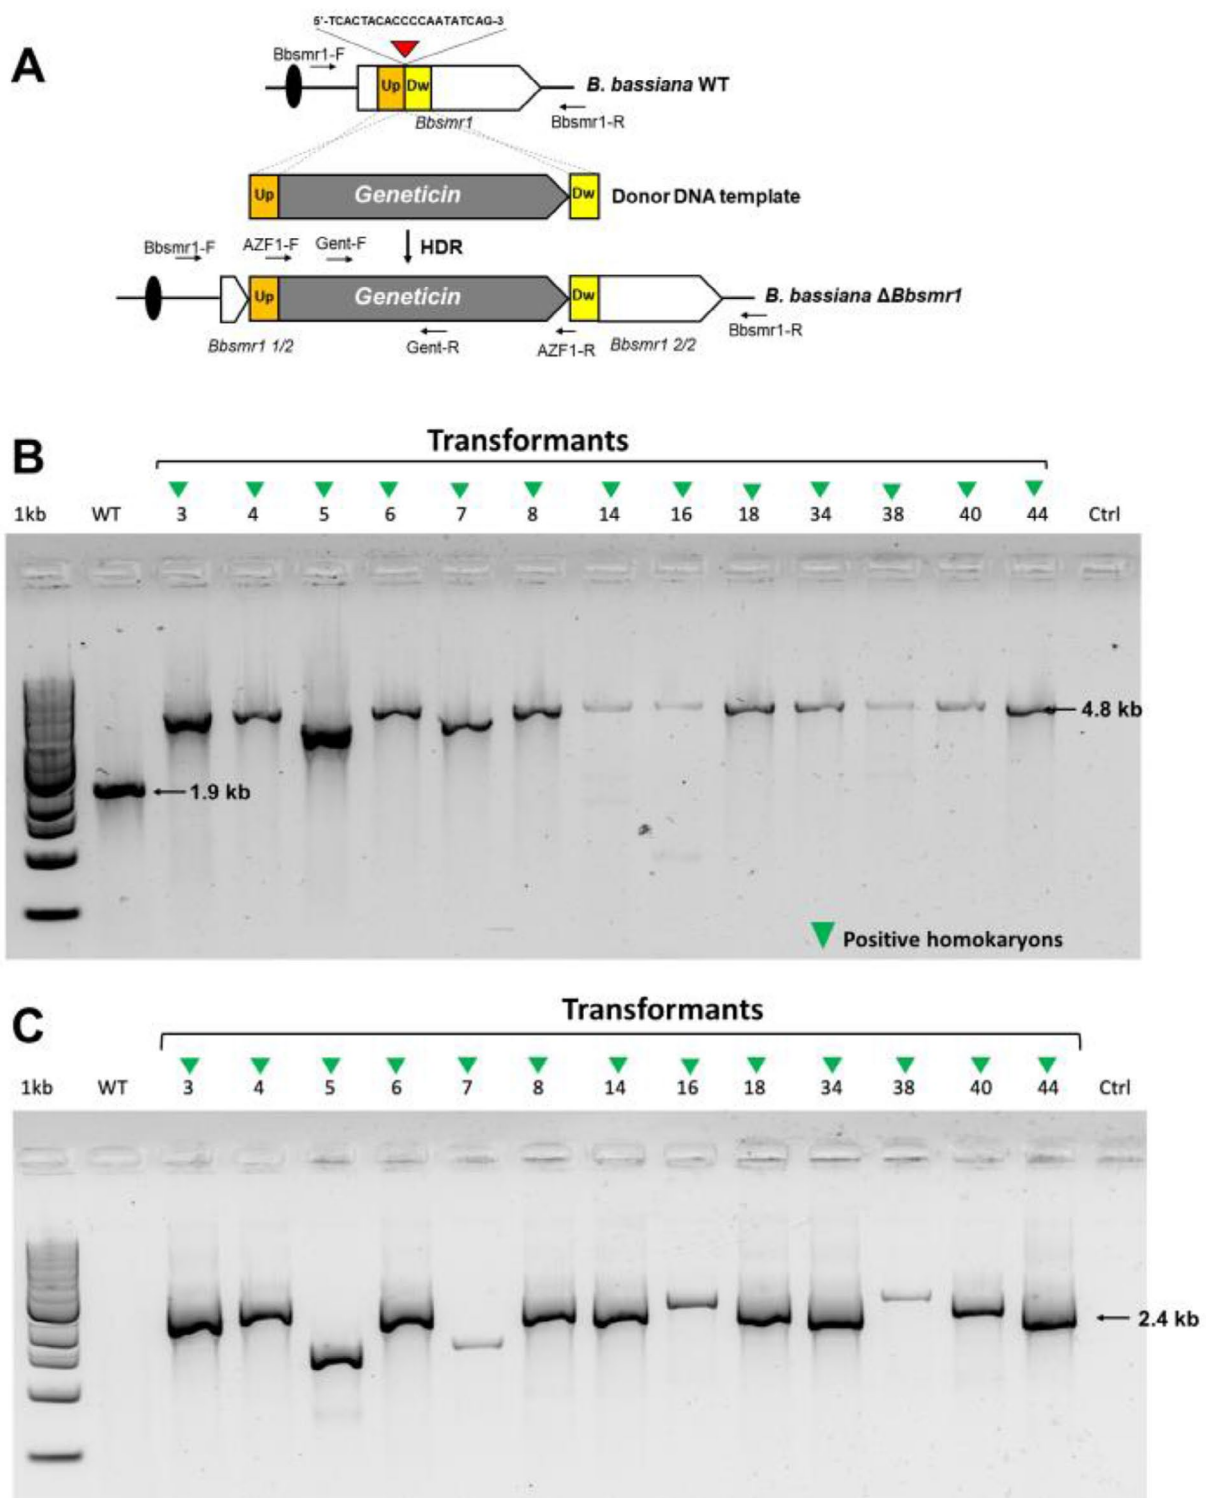 A
5'-TCACTACACCCCAATATCAG-3
Bbsmr1-F
Up Dw
B. bassiana WT
Bbsmr1
Bbsmr1-R
Up Geneticin Dw Donor DNA template
Bbsmr1-F AZF1-F Gent-F HDR
Up Geneticin Dw B. bassiana ΔBbsmr1
Bbsmr1-R
Bbsmr1 1/2 Gent-R AZF1-R Bbsmr1 2/2
B
Transformants
1kb WT 3 4 5 6 7 8 14 16 18 34 38 40 44 Ctrl
4.8 kb
1.9 kb
Positive homokaryons
C
Transformants
1kb WT 3 4 5 6 7 8 14 16 18 34 38 40 44 Ctrl
2.4 kb